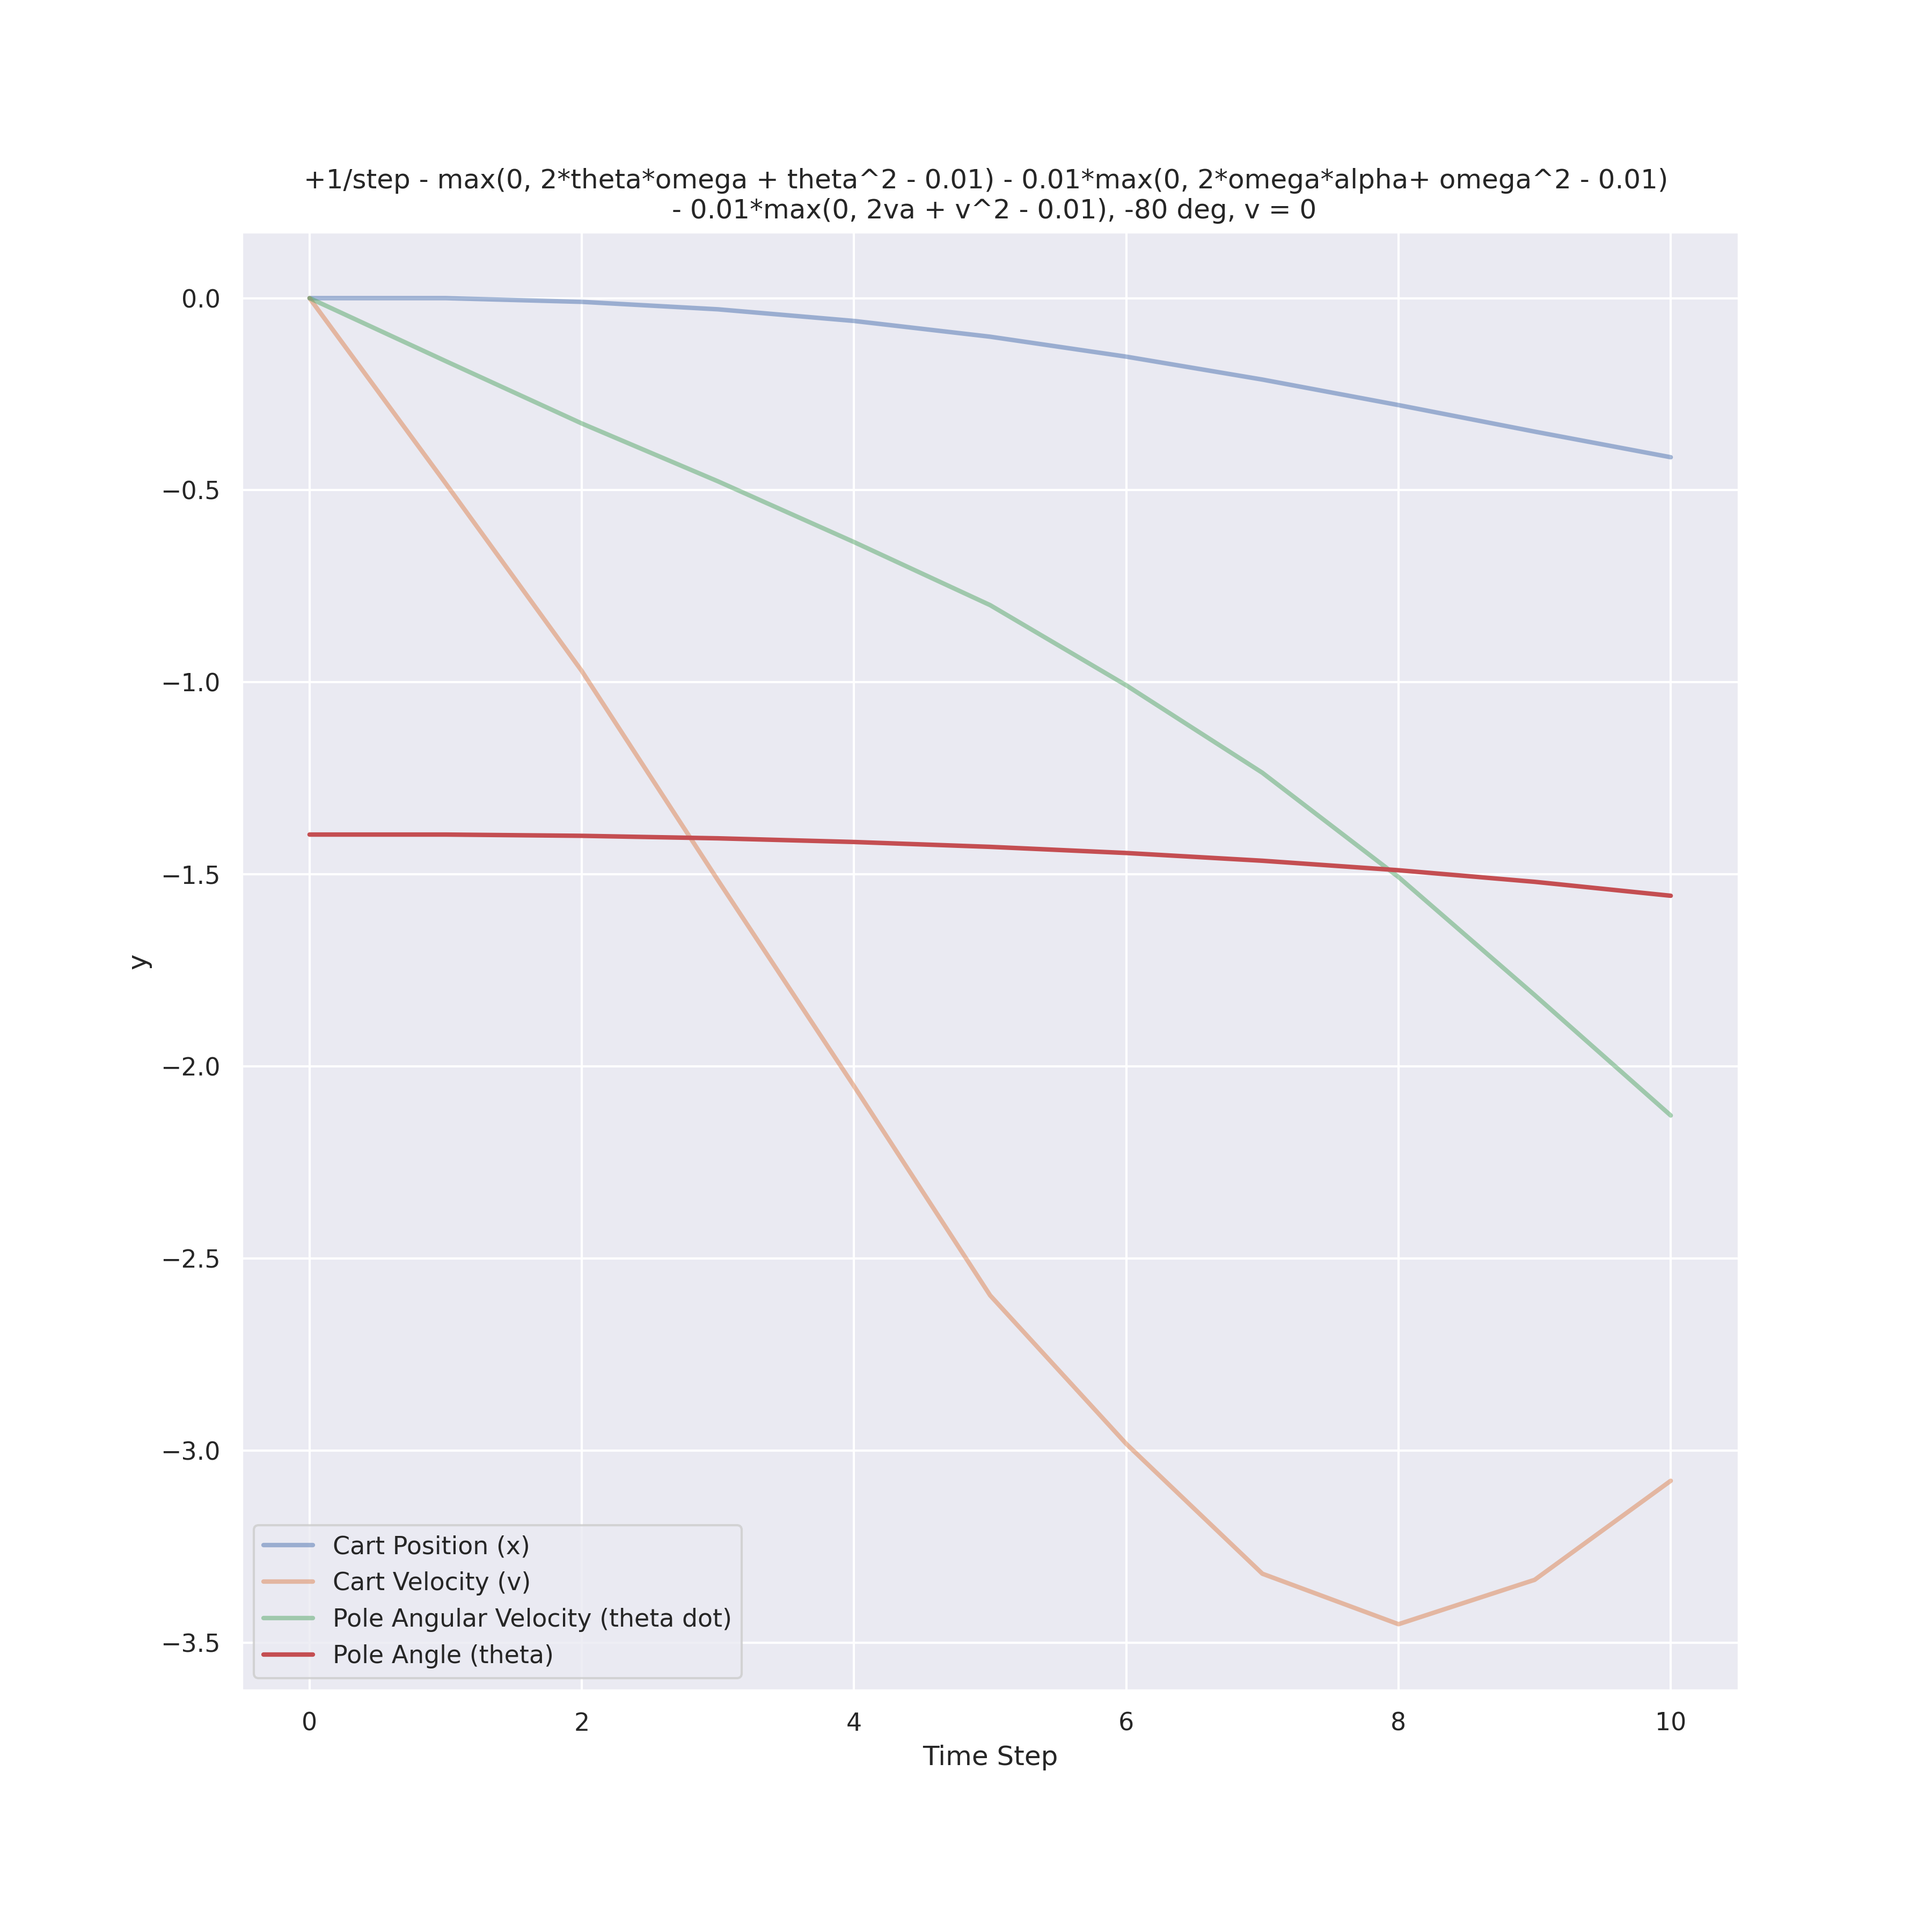 +1/step - max(0, 2*theta*omega + theta^2 - 0.01) - 0.01*max(0, 2*omega*alpha+ omega^2 - 0.01)
- 0.01*max(0, 2va + v^2 - 0.01), -80 deg, v = 0
0.0
−0.5
−1.0
−1.5
−2.0
−2.5
−3.0
−3.5
y
Cart Position (x)
Cart Velocity (v)
Pole Angular Velocity (theta dot)
Pole Angle (theta)
0 2 4 6 8 10
Time Step